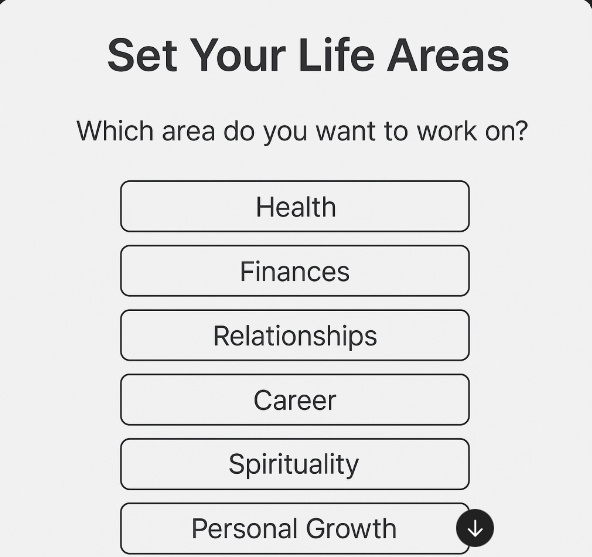 Set Your Life Areas
Which area do you want to work on?
Health
Finances
Relationships
Career
Spirituality
Personal Growth